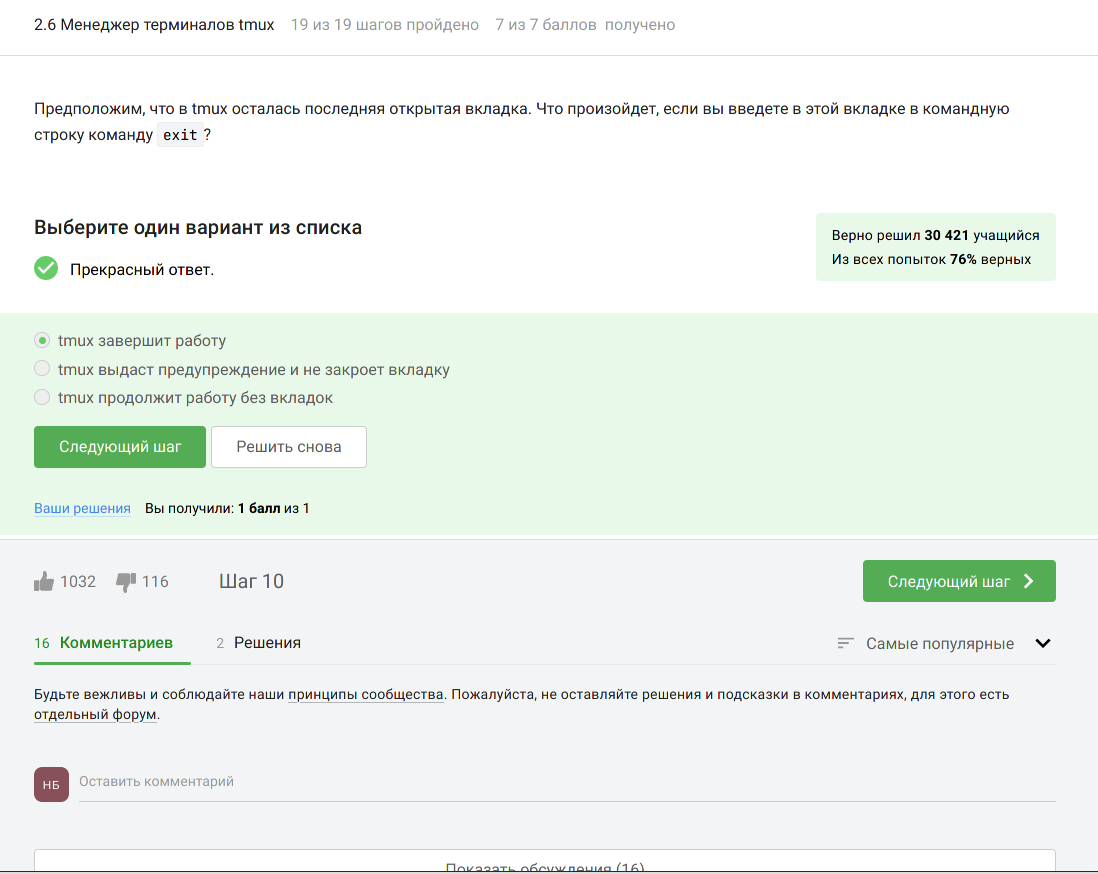 2.6 Менеджер терминалов tmux 19 из 19 шагов пройдено 7 из 7 баллов получено
Предположим, что в tmux осталась последняя открытая вкладка. Что произойдет, если вы введете в этой вкладке в командную
строку команду exit ?
Выберите один вариант из списка
Прекрасный ответ.
Верно решил 30 421 учащийся
Из всех попыток 76% верных
tmux завершит работу
tmux выдаст предупреждение и не закроет вкладку
tmux продолжит работу без вкладок
Следующий шаг Решить снова
Ваши решения Вы получили: 1 балл из 1
1032 116 Шаг 10 Следующий шаг
16 Комментариев 2 Решения Самые популярные
Будьте вежливы и соблюдайте наши принципы сообщества. Пожалуйста, не оставляйте решения и подсказки в комментариях, для этого есть
отдельный форум.
НБ Оставить комментарий
Показать обсуждения (16)